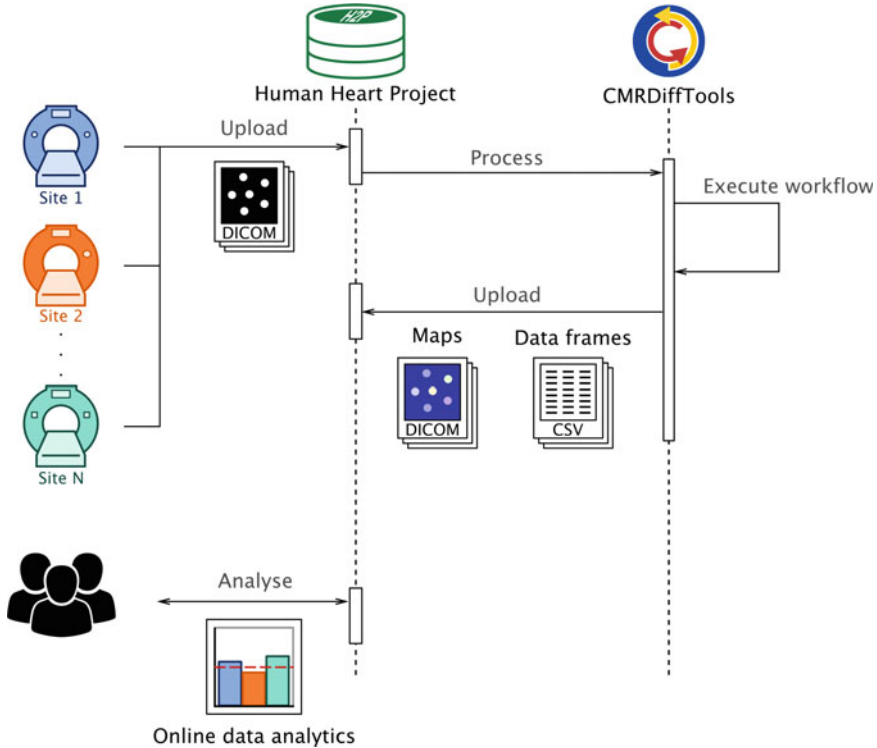 H2P
Human Heart Project
CMRDiffTools
Upload
Process
Site 1
DICOM
Execute workflow
Site 2
Upload
Maps
Data frames
DICOM
CSV
Site N
Analyse
Online data analytics